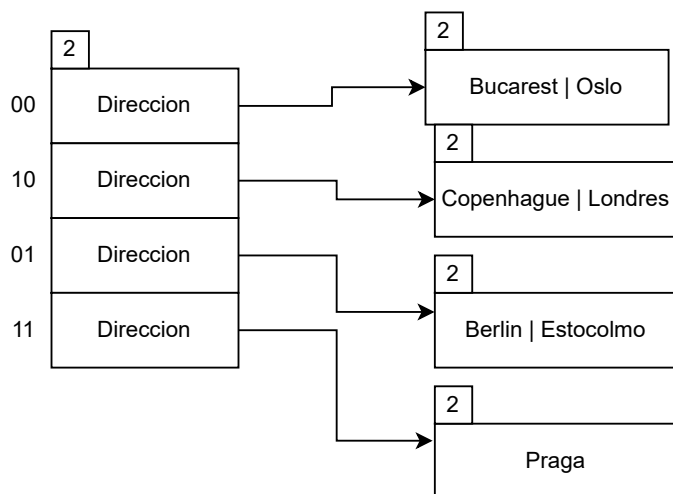 2
00 Direccion
10 Direccion
01 Direccion
11 Direccion
2
Bucarest | Oslo
2
Copenhague | Londres
2
Berlin | Estocolmo
2
Praga